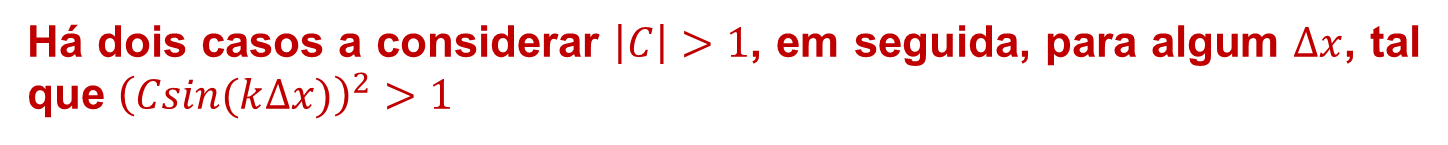 Há dois casos a considerar |C| > 1, em seguida, para algum Δx, tal
que (Csin(kΔx))² > 1